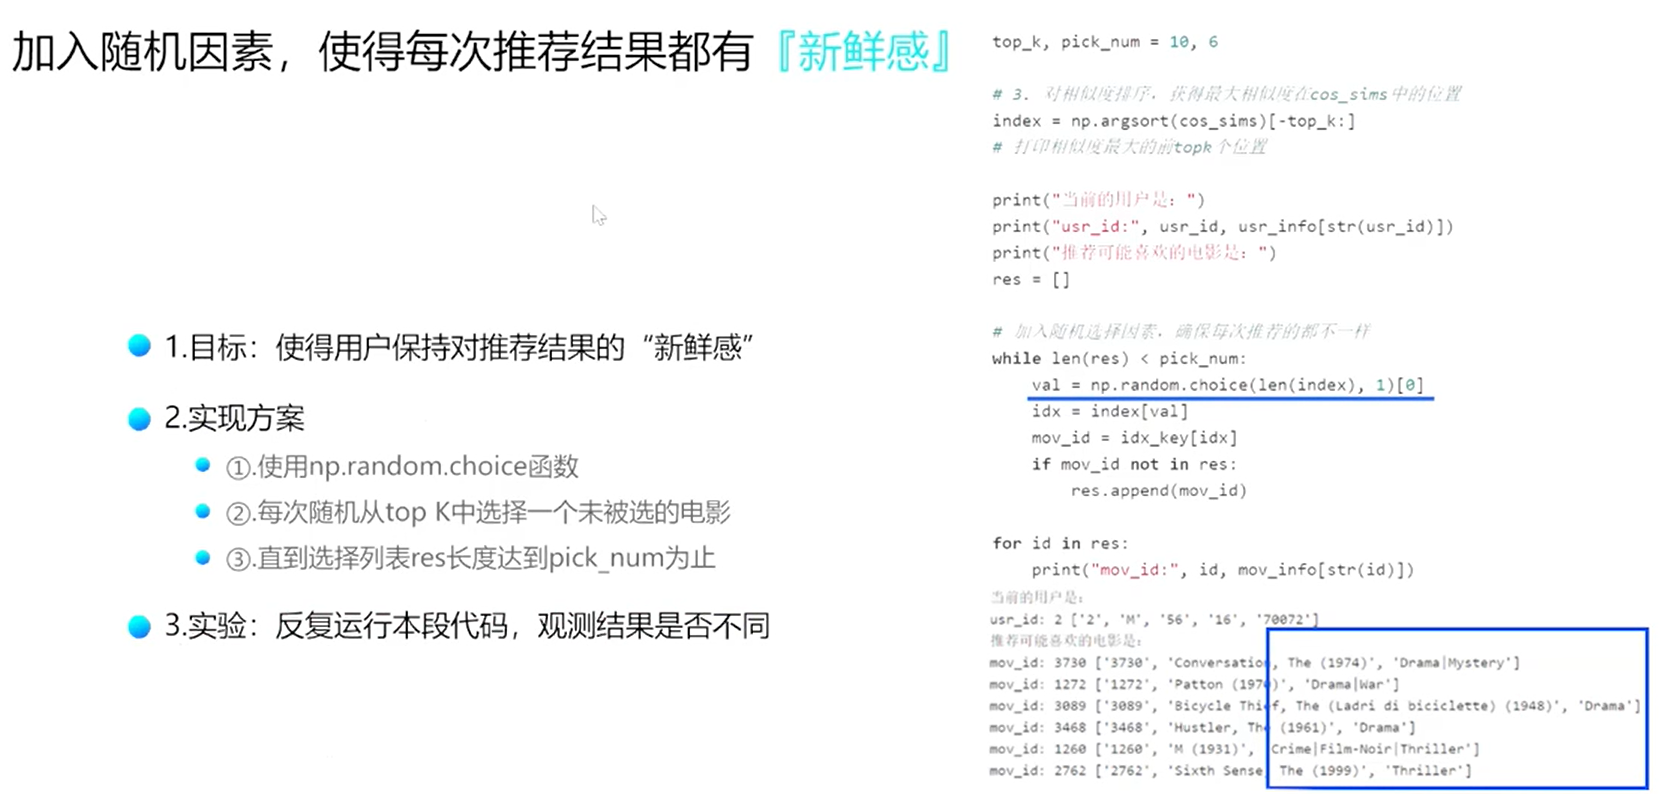 加入随机因素，使得每次推荐结果都有『新鲜感』
1.目标：使得用户保持对推荐结果的“新鲜感”
2.实现方案
①.使用np.random.choice函数
②.每次随机从top K中选择一个未被选的电影
③.直到选择列表res长度达到pick_num为止
3.实验：反复运行本段代码，观测结果是否不同
top_k, pick_num = 10, 6
# 3. 对相似度排序，获得最大相似度在cos_sims中的位置
index = np.argsort(cos_sims)[-top_k:]
# 打印相似度最大的前topk个位置
print("当前的用户是：")
print("usr_id:", usr_id, usr_info[str(usr_id)])
print("推荐可能喜欢的电影是：")
res = []
# 加入随机选择因素，确保每次推荐的都不一样
while len(res) < pick_num:
    val = np.random.choice(len(index), 1)[0]
    idx = index[val]
    mov_id = idx_key[idx]
    if mov_id not in res:
        res.append(mov_id)
for id in res:
    print("mov_id:", id, mov_info[str(id)])
当前的用户是：
usr_id: 2 ['2', 'M', '56', '16', '70072']
推荐可能喜欢的电影是：
mov_id: 3730 ['3730', 'Conversation, The (1974)', 'Drama|Mystery']
mov_id: 1272 ['1272', 'Patton (1970)', 'Drama|War']
mov_id: 3089 ['3089', 'Bicycle Thief, The (Ladri di biciclette) (1948)', 'Drama']
mov_id: 3468 ['3468', 'Hustler, The (1961)', 'Drama']
mov_id: 1260 ['1260', 'M (1931)', 'Crime|Film-Noir|Thriller']
mov_id: 2762 ['2762', 'Sixth Sense, The (1999)', 'Thriller']